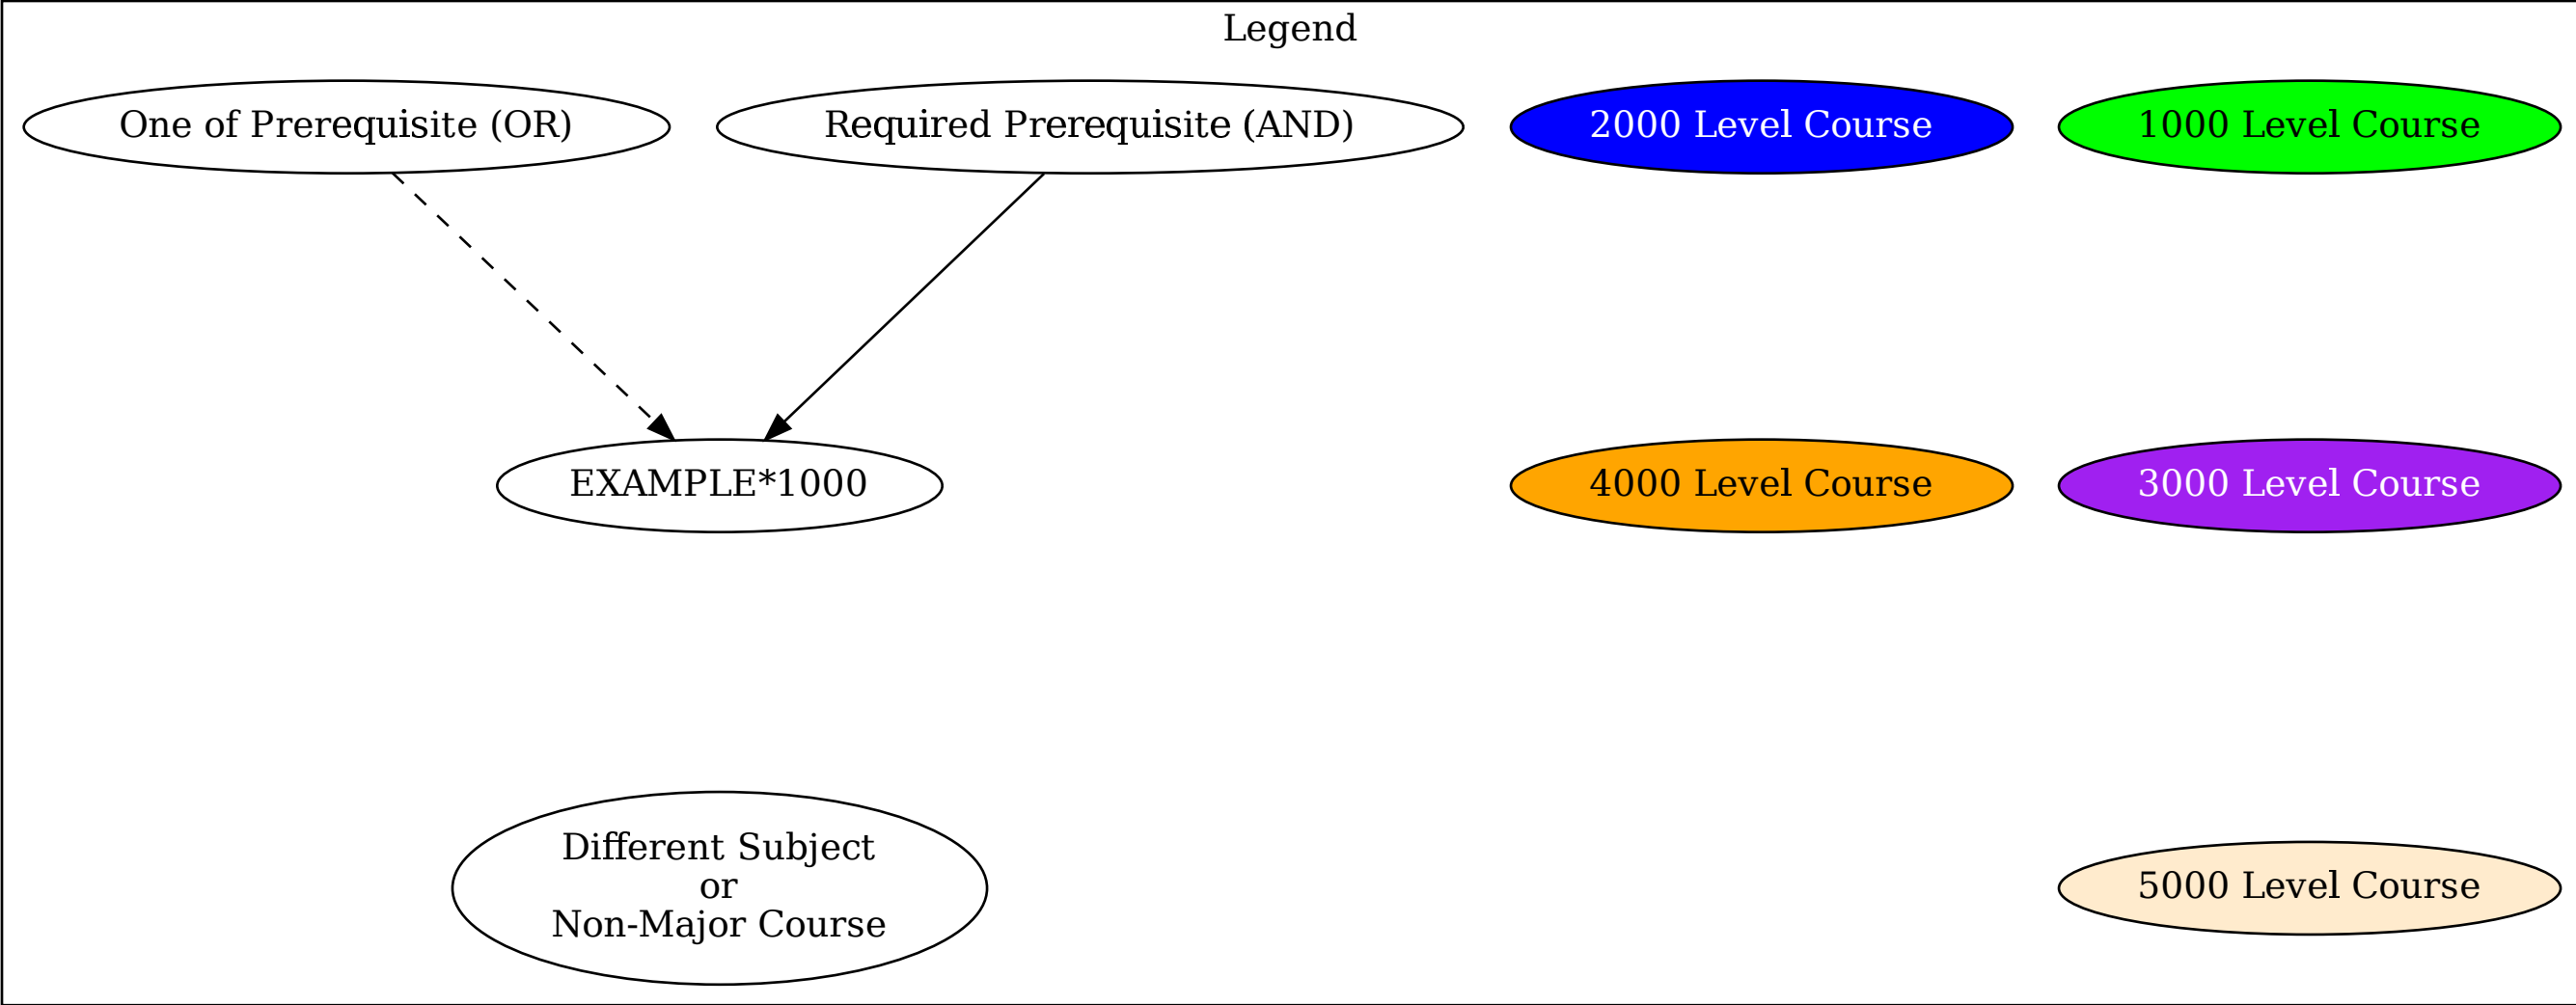 Legend
One of Prerequisite (OR)
Required Prerequisite (AND)
2000 Level Course
1000 Level Course
EXAMPLE*1000
4000 Level Course
3000 Level Course
Different Subject
or
Non-Major Course
5000 Level Course